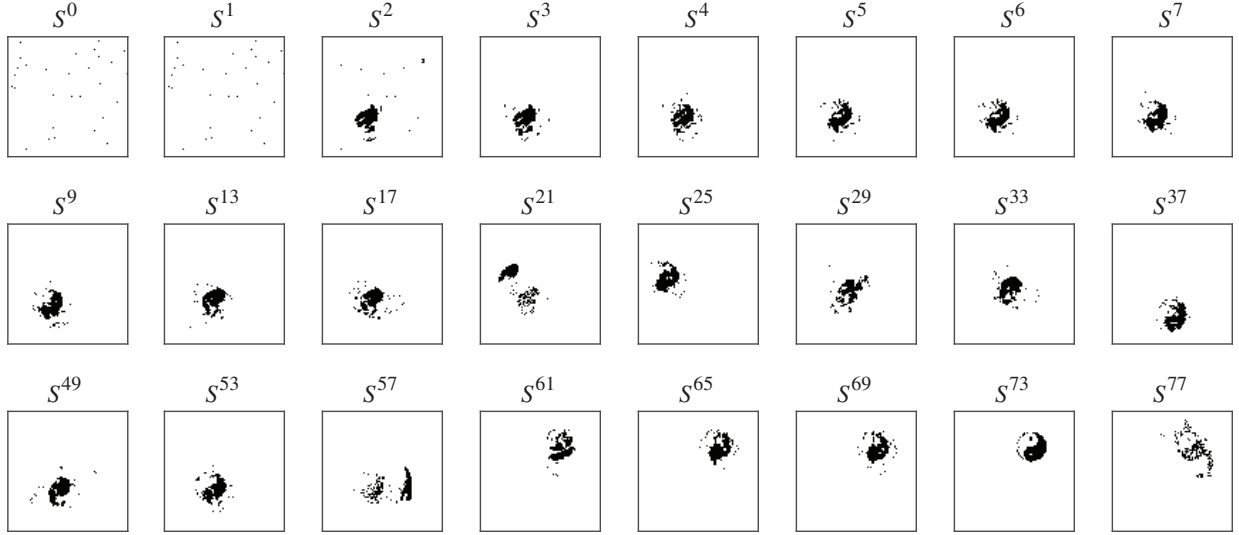 S⁰ S¹ S² S³ S⁴ S⁵ S⁶ S⁷
S⁹ S¹³ S¹⁷ S²¹ S²⁵ S²⁹ S³³ S³⁷
S⁴⁹ S⁵³ S⁵⁷ S⁶¹ S⁶⁵ S⁶⁹ S⁷³ S⁷⁷